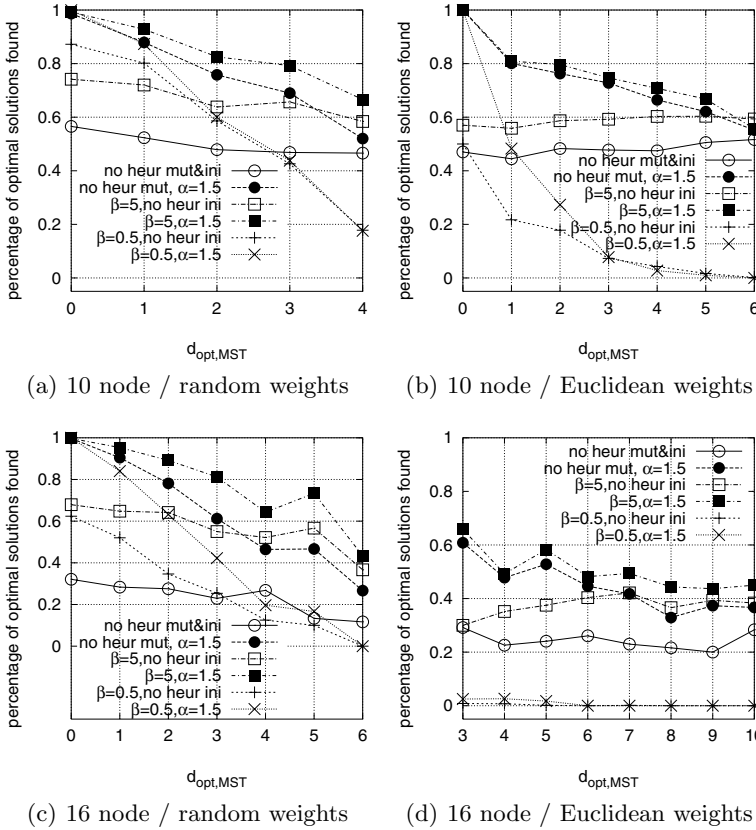 percentage of optimal solutions found
1
0.8
0.6
0.4
0.2
0
no heur mut&ini
no heur mut, α=1.5
β=5,no heur ini
β=5,α=1.5
β=0.5,no heur ini
β=0.5,α=1.5
0 1 2 3 4
d_opt,MST
(a) 10 node / random weights
percentage of optimal solutions found
1
0.8
0.6
0.4
0.2
0
no heur mut&ini
no heur mut, α=1.5
β=5,no heur ini
β=5,α=1.5
β=0.5,no heur ini
β=0.5,α=1.5
0 1 2 3 4 5 6
d_opt,MST
(b) 10 node / Euclidean weights
percentage of optimal solutions found
1
0.8
0.6
0.4
0.2
0
no heur mut&ini
no heur mut, α=1.5
β=5,no heur ini
β=5,α=1.5
β=0.5,no heur ini
β=0.5,α=1.5
0 1 2 3 4 5 6
d_opt,MST
(c) 16 node / random weights
percentage of optimal solutions found
1
0.8
0.6
0.4
0.2
0
no heur mut&ini
no heur mut, α=1.5
β=5,no heur ini
β=5,α=1.5
β=0.5,no heur ini
β=0.5,α=1.5
3 4 5 6 7 8 9 10
d_opt,MST
(d) 16 node / Euclidean weights